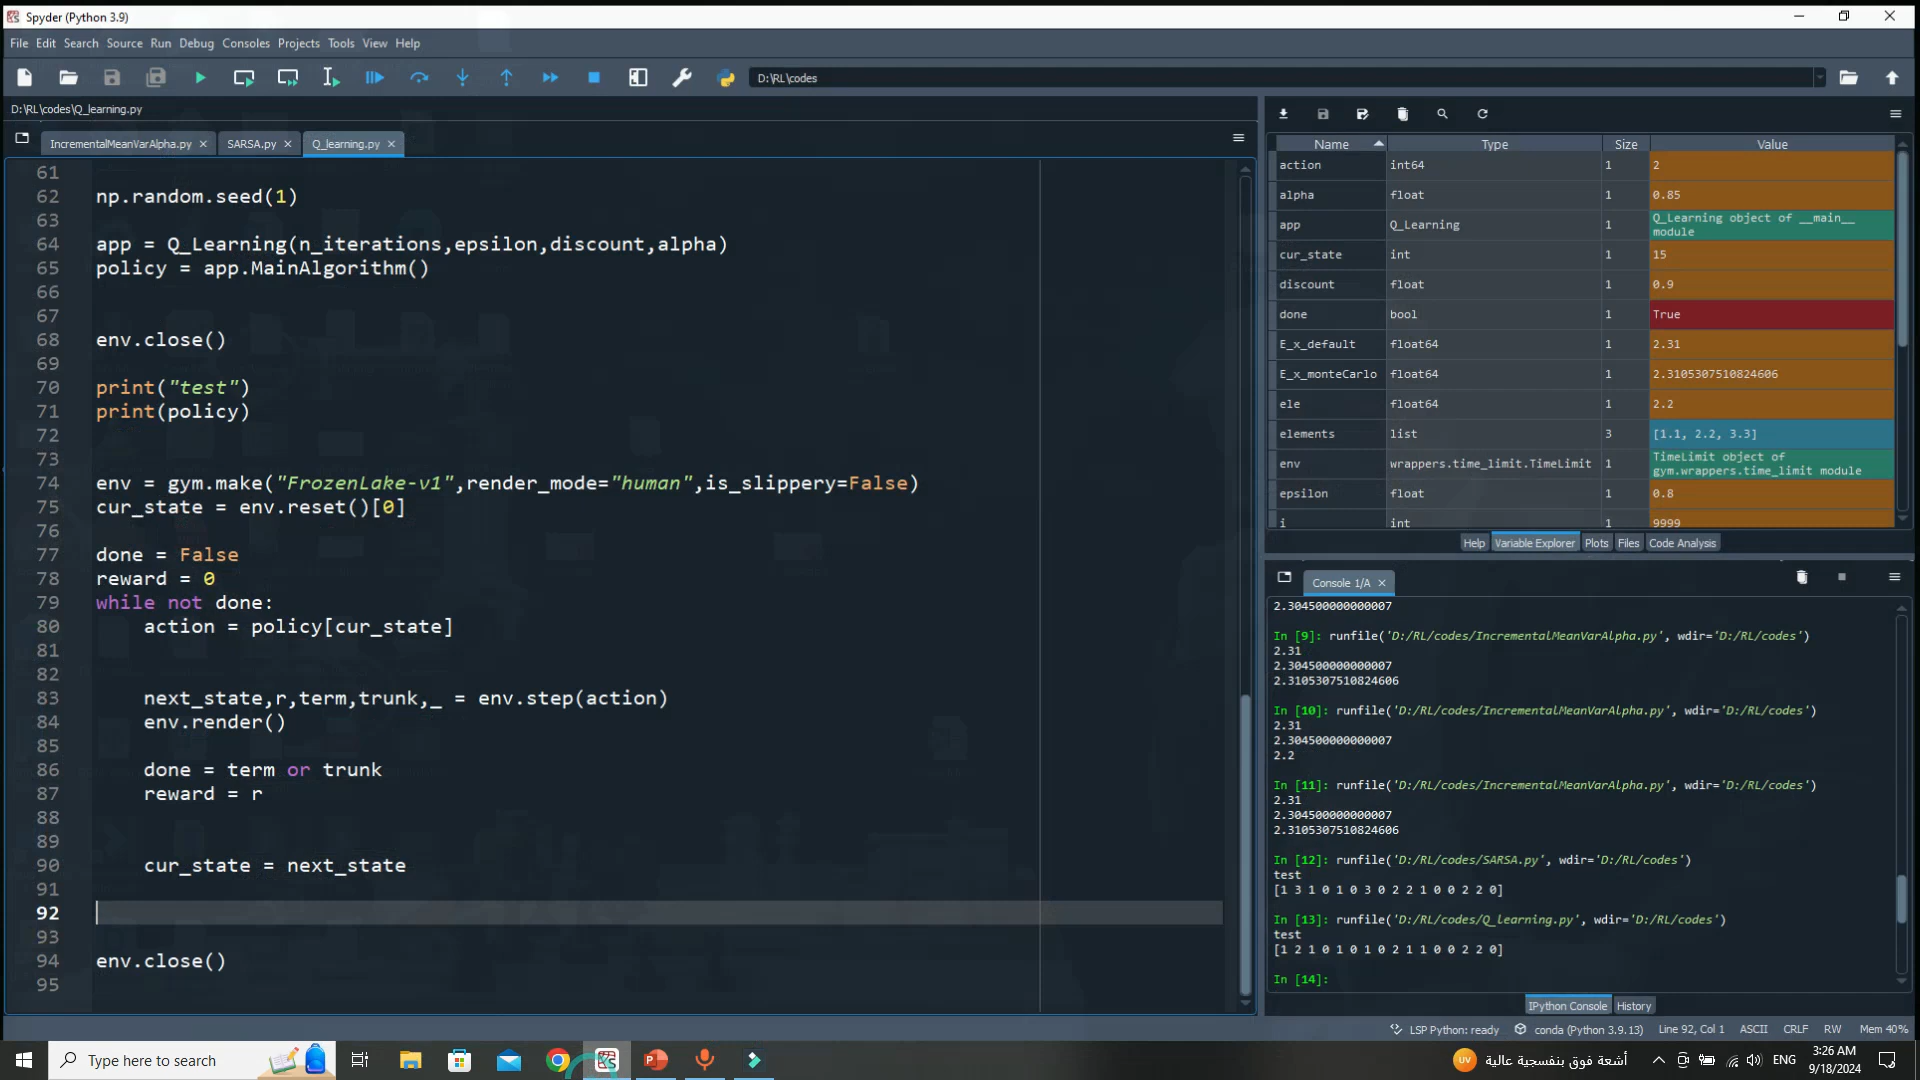 Spyder (Python 3.9)
File Edit Search Source Run Debug Consoles Projects Tools View Help
D:\RL\codes
D:\RL\codes\Q_learning.py
IncrementalMeanVarAlpha.py SARSA.py Q_learning.py
61
62 np.random.seed(1)
63
64 app = Q_Learning(n_iterations,epsilon,discount,alpha)
65 policy = app.MainAlgorithm()
66
67
68 env.close()
69
70 print("test")
71 print(policy)
72
73
74 env = gym.make("FrozenLake-v1",render_mode="human",is_slippery=False)
75 cur_state = env.reset()[0]
76
77 done = False
78 reward = 0
79 while not done:
80 action = policy[cur_state]
81
82
83 next_state,r,term,trunk,_ = env.step(action)
84 env.render()
85
86 done = term or trunk
87 reward = r
88
89
90 cur_state = next_state
91
92
93
94 env.close()
95
Name Type Size Value
action int64 1 2
alpha float 1 0.85
app Q_Learning 1 Q_Learning object of __main__ module
cur_state int 1 15
discount float 1 0.9
done bool 1 True
E_x_default float64 1 2.31
E_x_monteCarlo float64 1 2.3105307510824606
ele float64 1 2.2
elements list 3 [1.1, 2.2, 3.3]
env wrappers.time_limit.TimeLimit 1 TimeLimit object of gym.wrappers.time_limit module
epsilon float 1 0.8
i int 1 9999
Help Variable Explorer Plots Files Code Analysis
Console 1/A
2.304500000000007
In [9]: runfile('D:/RL/codes/IncrementalMeanVarAlpha.py', wdir='D:/RL/codes')
2.31
2.304500000000007
2.3105307510824606
In [10]: runfile('D:/RL/codes/IncrementalMeanVarAlpha.py', wdir='D:/RL/codes')
2.31
2.304500000000007
2.2
In [11]: runfile('D:/RL/codes/IncrementalMeanVarAlpha.py', wdir='D:/RL/codes')
2.31
2.304500000000007
2.3105307510824606
In [12]: runfile('D:/RL/codes/SARSA.py', wdir='D:/RL/codes')
test
[1 3 1 0 1 0 3 0 2 2 1 0 0 2 2 0]
In [13]: runfile('D:/RL/codes/Q_learning.py', wdir='D:/RL/codes')
test
[1 2 1 0 1 0 1 0 2 1 1 0 0 2 2 0]
In [14]:
IPython Console History
LSP Python: ready conda (Python 3.9.13) Line 92, Col 1 ASCII CRLF RW Mem 40%
Type here to search
UV أشعة فوق بنفسجية عالية ENG 3:26 AM
9/18/2024